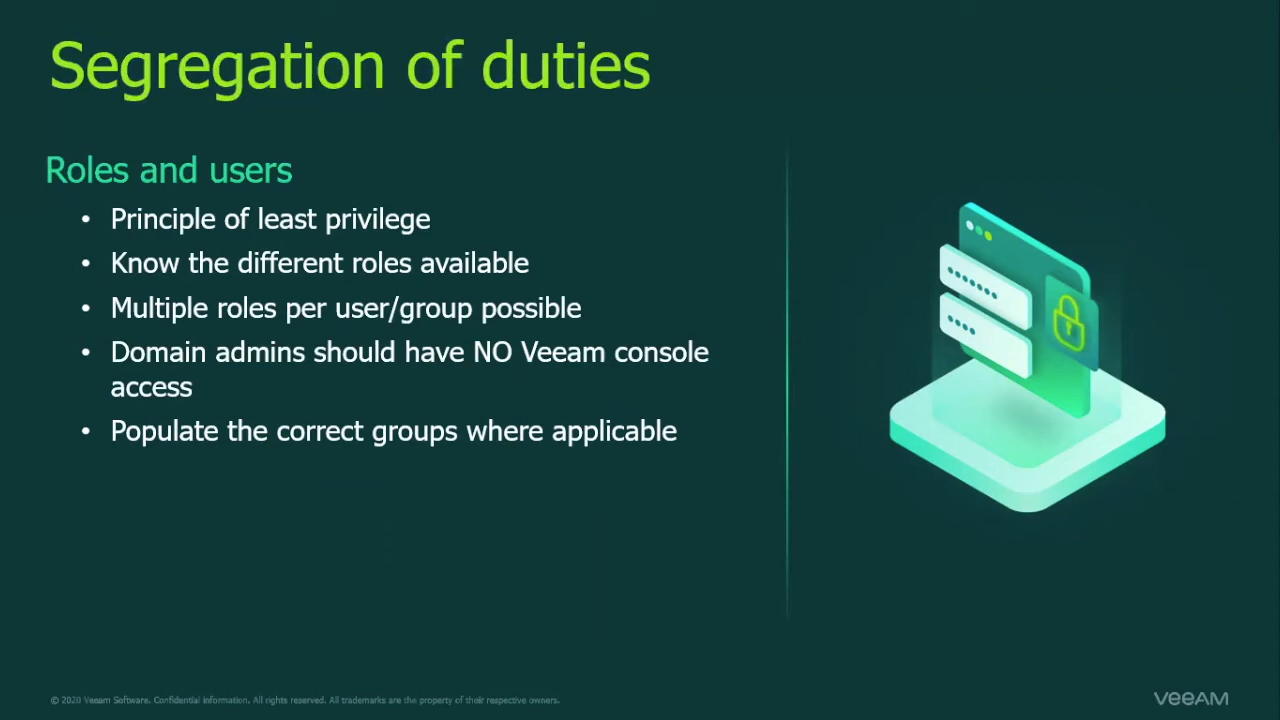 Segregation of duties
Roles and users
• Principle of least privilege
• Know the different roles available
• Multiple roles per user/group possible
• Domain admins should have NO Veeam console
access
• Populate the correct groups where applicable
© 2020 Veeam Software. Confidential information. All rights reserved. All trademarks are the property of their respective owners.
VEEAM